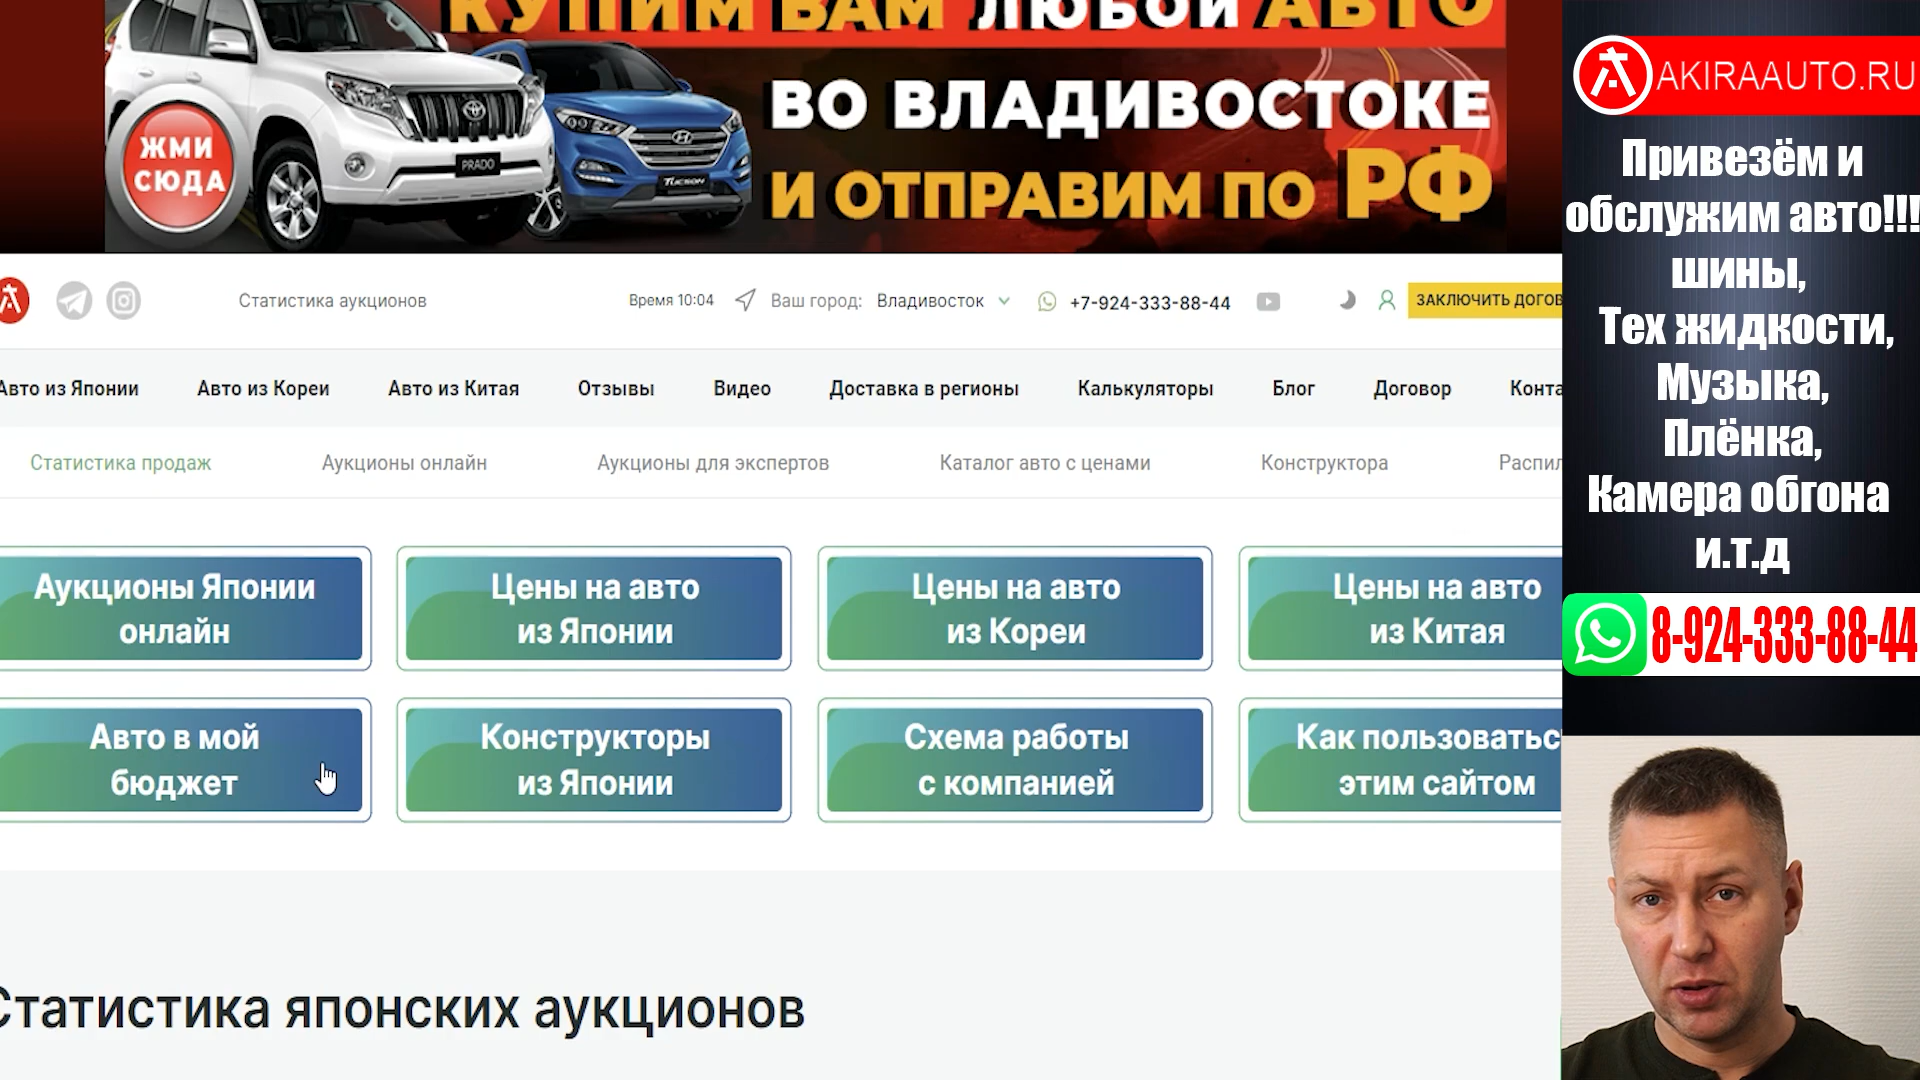 КУПИМ ВАМ ЛЮБОЙ АВТО
ВО ВЛАДИВОСТОКЕ
И ОТПРАВИМ ПО РФ
ЖМИ
СЮДА
PRADO
TUCSON
Статистика аукционов
Время 10:04
Ваш город: Владивосток
+7-924-333-88-44
ЗАКЛЮЧИТЬ ДОГОВ
Авто из Японии
Авто из Кореи
Авто из Китая
Отзывы
Видео
Доставка в регионы
Калькуляторы
Блог
Договор
Конта
Статистика продаж
Аукционы онлайн
Аукционы для экспертов
Каталог авто с ценами
Конструктора
Распил
Аукционы Японии
онлайн
Цены на авто
из Японии
Цены на авто
из Кореи
Цены на авто
из Китая
Авто в мой
бюджет
Конструкторы
из Японии
Схема работы
с компанией
Как пользоватьс
этим сайтом
Статистика японских аукционов
AKIRAAUTO.RU
Привезём и
обслужим авто!!!
шины,
Тех жидкости,
Музыка,
Плёнка,
Камера обгона
и.т.д
8-924-333-88-44